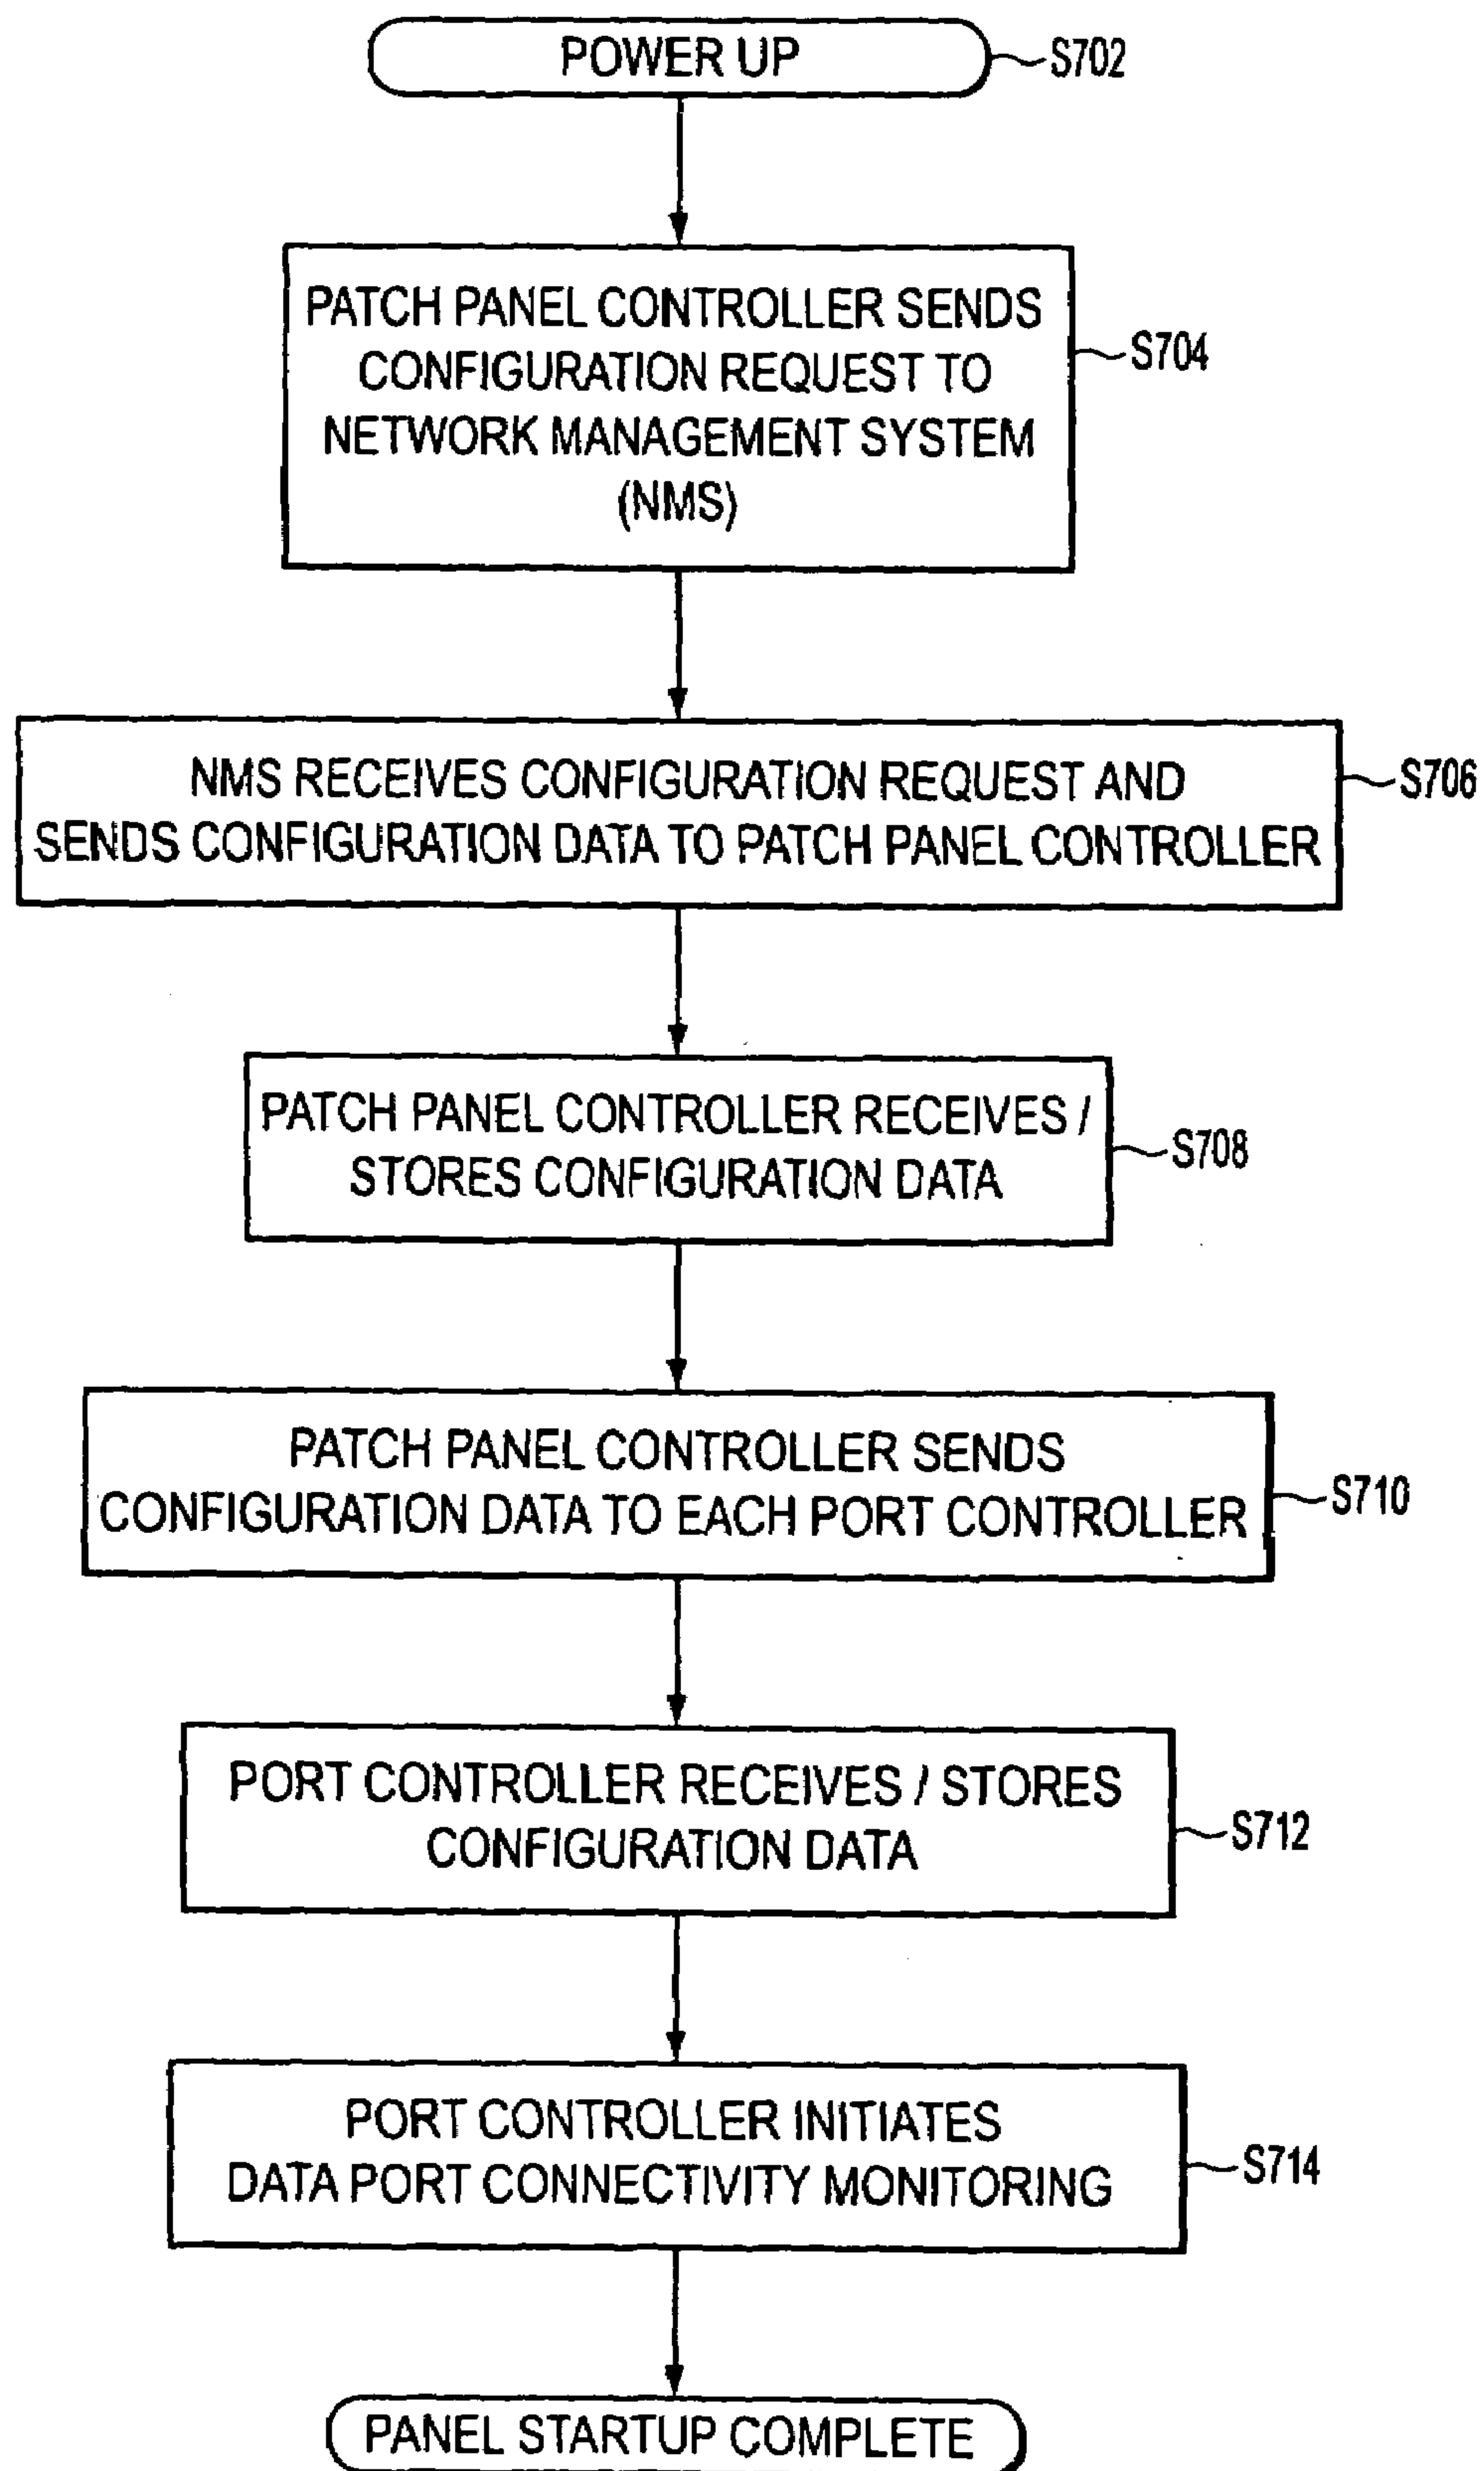 POWER UP
S702
PATCH PANEL CONTROLLER SENDS
CONFIGURATION REQUEST TO
NETWORK MANAGEMENT SYSTEM
(NMS)
S704
NMS RECEIVES CONFIGURATION REQUEST AND
SENDS CONFIGURATION DATA TO PATCH PANEL CONTROLLER
S706
PATCH PANEL CONTROLLER RECEIVES /
STORES CONFIGURATION DATA
S708
PATCH PANEL CONTROLLER SENDS
CONFIGURATION DATA TO EACH PORT CONTROLLER
S710
PORT CONTROLLER RECEIVES / STORES
CONFIGURATION DATA
S712
PORT CONTROLLER INITIATES
DATA PORT CONNECTIVITY MONITORING
S714
PANEL STARTUP COMPLETE